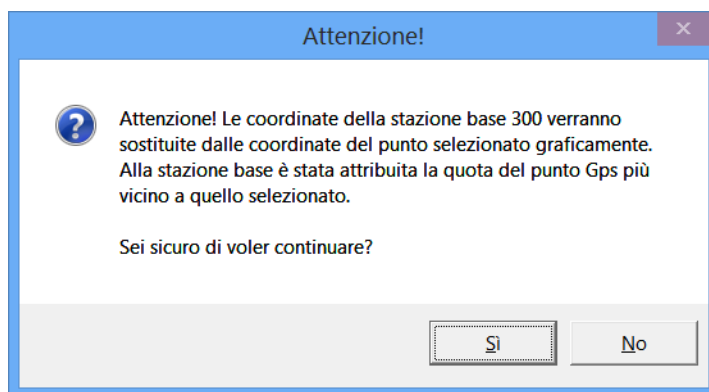 Attenzione!
Attenzione! Le coordinate della stazione base 300 verranno
sostituite dalle coordinate del punto selezionato graficamente.
Alla stazione base è stata attribuita la quota del punto Gps più
vicino a quello selezionato.
Sei sicuro di voler continuare?
Sì
No